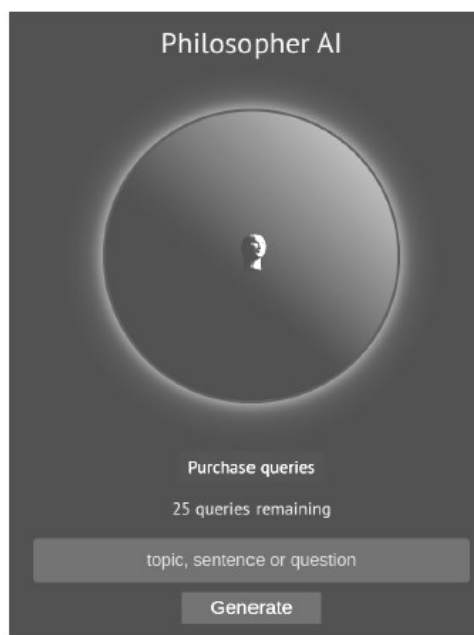 Philosopher AI
Purchase queries
25 queries remaining
topic, sentence or question
Generate